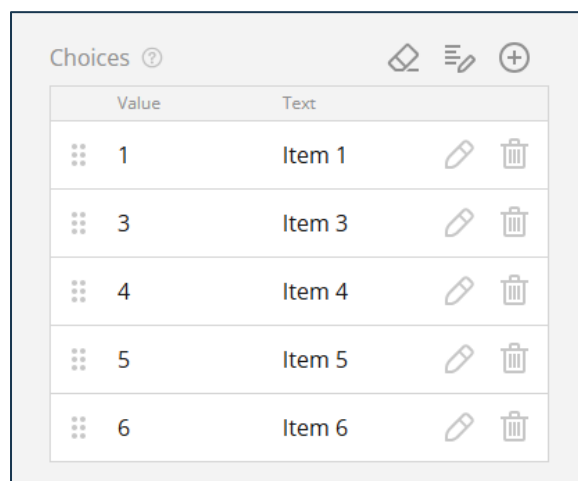 Choices
Value Text
1 Item 1
3 Item 3
4 Item 4
5 Item 5
6 Item 6